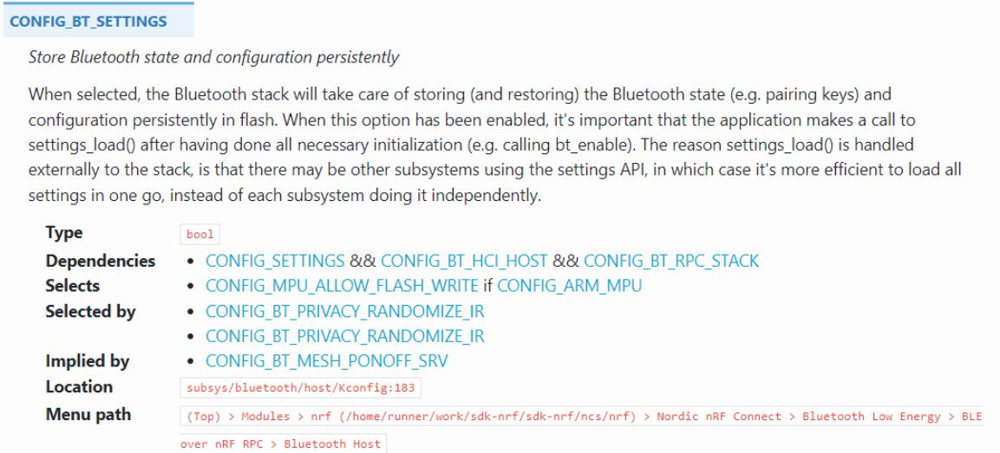 CONFIG_BT_SETTINGS
Store Bluetooth state and configuration persistently
When selected, the Bluetooth stack will take care of storing (and restoring) the Bluetooth state (e.g. pairing keys) and
configuration persistently in flash. When this option has been enabled, it's important that the application makes a call to
settings_load() after having done all necessary initialization (e.g. calling bt_enable). The reason settings_load() is handled
externally to the stack, is that there may be other subsystems using the settings API, in which case it's more efficient to load all
settings in one go, instead of each subsystem doing it independently.
Type bool
Dependencies • CONFIG_SETTINGS && CONFIG_BT_HCI_HOST && CONFIG_BT_RPC_STACK
Selects • CONFIG_MPU_ALLOW_FLASH_WRITE if CONFIG_ARM_MPU
Selected by • CONFIG_BT_PRIVACY_RANDOMIZE_IR
• CONFIG_BT_PRIVACY_RANDOMIZE_IR
Implied by • CONFIG_BT_MESH_PONOFF_SRV
Location subsys/bluetooth/host/Kconfig:183
Menu path (Top) > Modules > nrf (/home/runner/work/sdk-nrf/sdk-nrf/ncs/nrf) > Nordic nRF Connect > Bluetooth Low Energy > BLE
over nRF RPC > Bluetooth Host